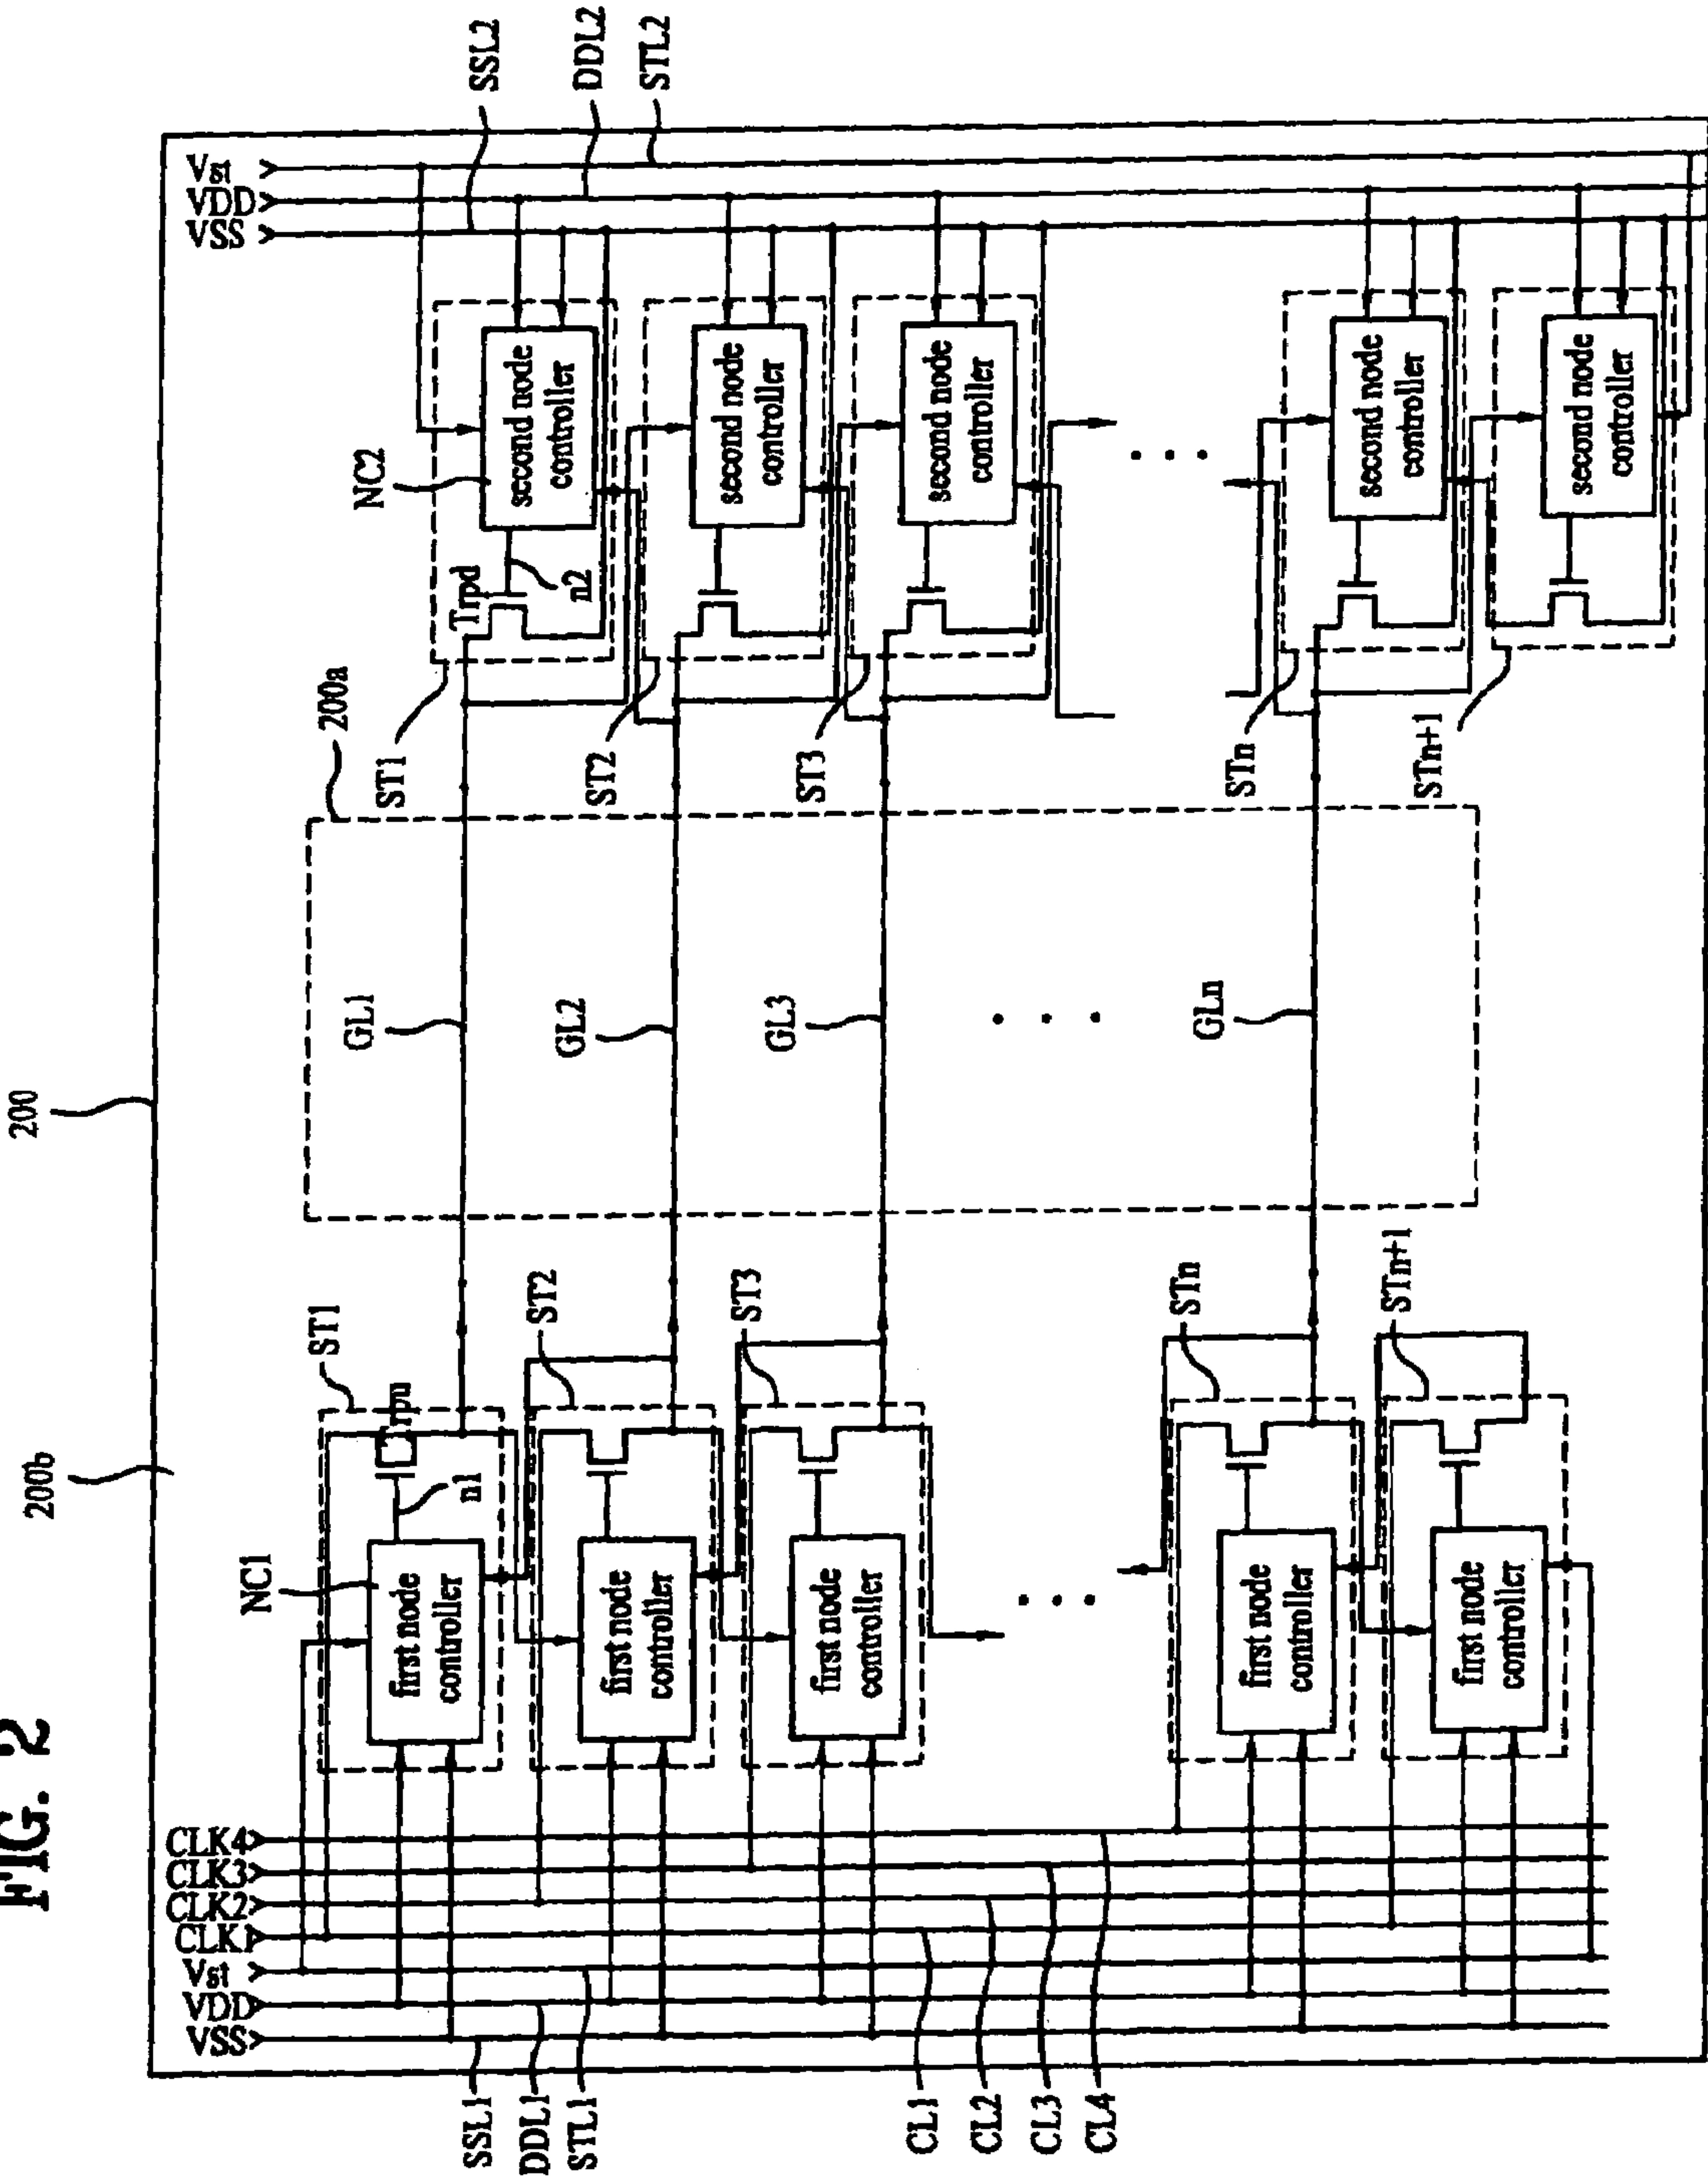 FIG. 2
200b
200
VSS
VDD
Vst
CLK1
CLK2
CLK3
CLK4
NC1
ST1
Trpu
n1
first node
controller
GL1
200a
ST1
Trpd
n2
NC2
second node
controller
VSS
VDD
Vst
SSL2
DDL2
STL2
ST2
first node
controller
GL2
ST2
second node
controller
ST3
first node
controller
GL3
ST3
second node
controller
STn
first node
controller
GLn
STn
second node
controller
STn+1
first node
controller
STn+1
second node
controller
SSL1
DDL1
STL1
CL1
CL2
CL3
CL4